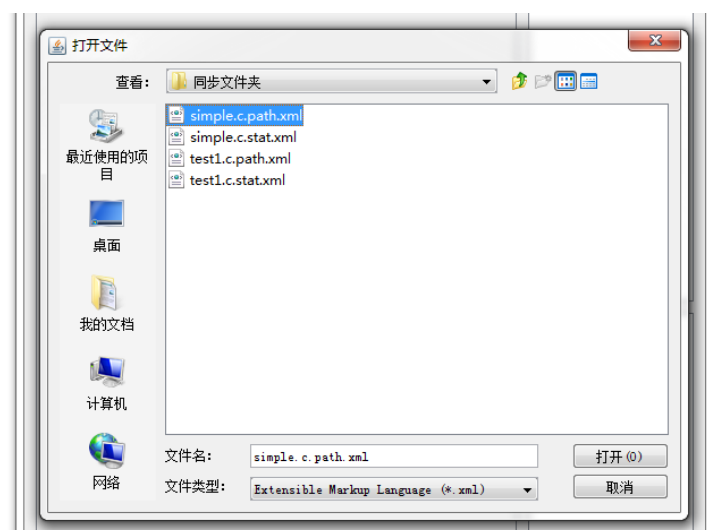 打开文件
查看:
同步文件夹
simple.c.path.xml
simple.c.stat.xml
test1.c.path.xml
test1.c.stat.xml
最近使用的项
目
桌面
我的文档
计算机
网络
文件名:
simple.c.path.xml
打开(O)
文件类型:
Extensible Markup Language (*.xml)
取消